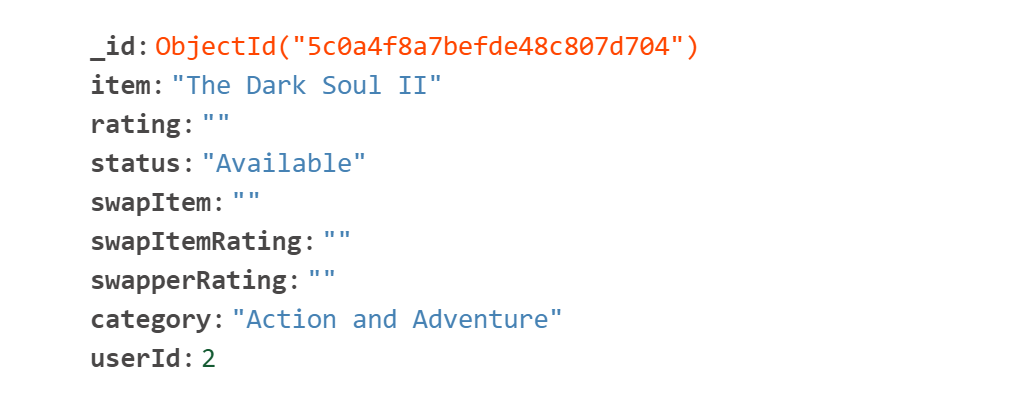 _id: ObjectId("5c0a4f8a7befde48c807d704")
item: "The Dark Soul II"
rating: ""
status: "Available"
swapItem: ""
swapItemRating: ""
swapperRating: ""
category: "Action and Adventure"
userId: 2